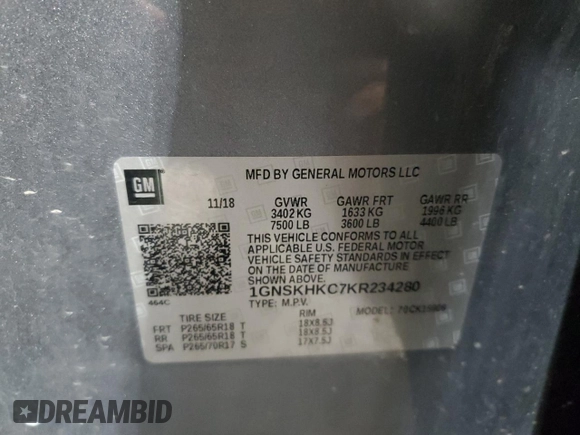 GM
MFD BY GENERAL MOTORS LLC
11/18 GVWR GAWR FRT GAWR RR
3402 KG 1633 KG 1996 KG
7500 LB 3600 LB 4400 LB
THIS VEHICLE CONFORMS TO ALL
APPLICABLE U.S. FEDERAL MOTOR
VEHICLE SAFETY STANDARDS IN EFFECT
ON THE DATE OF MANUFACTURE
SHOWN ABOVE.
464C
1GNSKHKC7KR234280
TYPE: M.P.V. MODEL:
TIRE SIZE RIM
FRT P265/65R18 T 18X8.5J
RR P265/65R18 T 18X8.5J
SPA P265/70R17 S 17X7.5J
DREAMBID